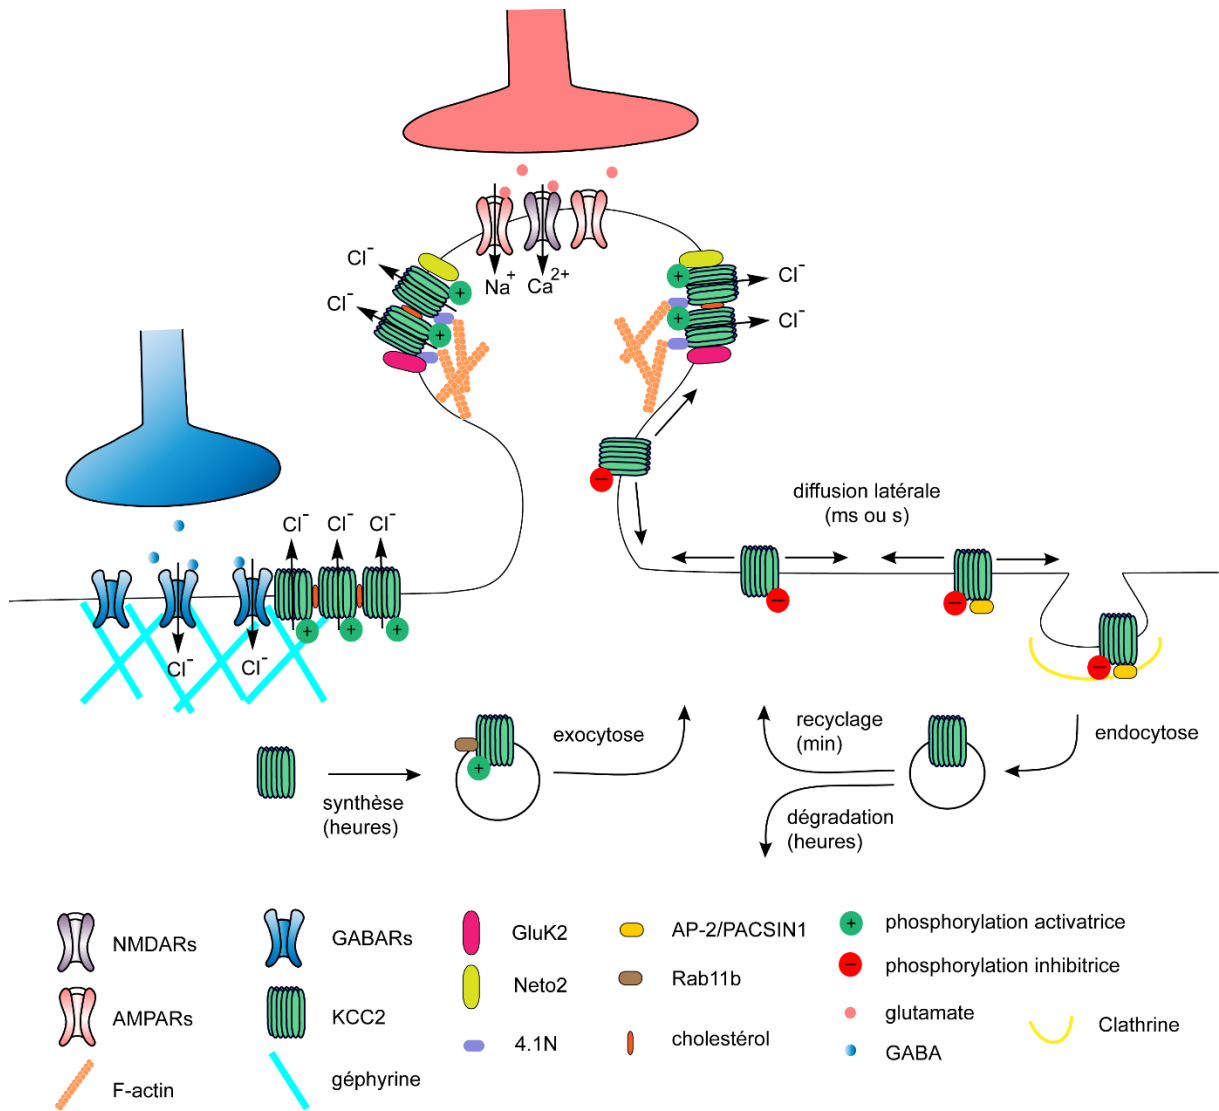 Cl⁻
Cl⁻
Na⁺
Ca²⁺
+
+
+
+
Cl⁻
Cl⁻
−
diffusion latérale
(ms ou s)
Cl⁻
Cl⁻
Cl⁻
−
−
−
+
+
+
Cl⁻
Cl⁻
synthèse
(heures)
+
exocytose
recyclage
(min)
dégradation
(heures)
endocytose
NMDARs
AMPARs
F-actin
GABARs
KCC2
géphyrine
GluK2
Neto2
4.1N
AP-2/PACSIN1
Rab11b
cholestérol
+
phosphorylation activatrice
−
phosphorylation inhibitrice
glutamate
GABA
Clathrine